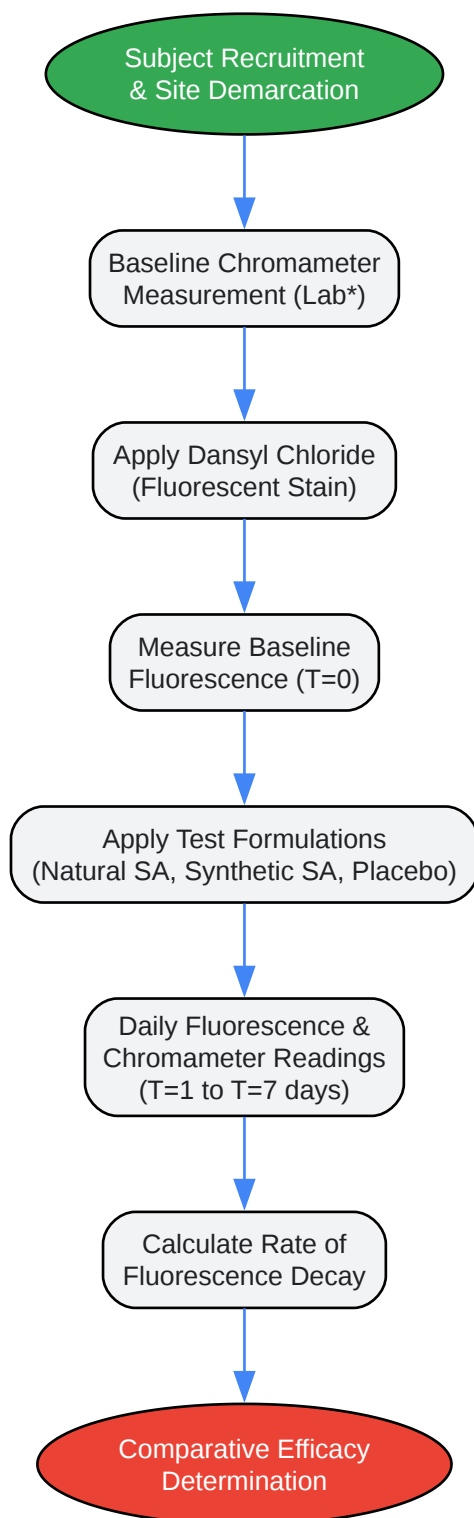 Subject Recruitment
& Site Demarcation
Baseline Chromameter
Measurement (Lab*)
Apply Dansyl Chloride
(Fluorescent Stain)
Measure Baseline
Fluorescence (T=0)
Apply Test Formulations
(Natural SA, Synthetic SA, Placebo)
Daily Fluorescence &
Chromameter Readings
(T=1 to T=7 days)
Calculate Rate of
Fluorescence Decay
Comparative Efficacy
Determination